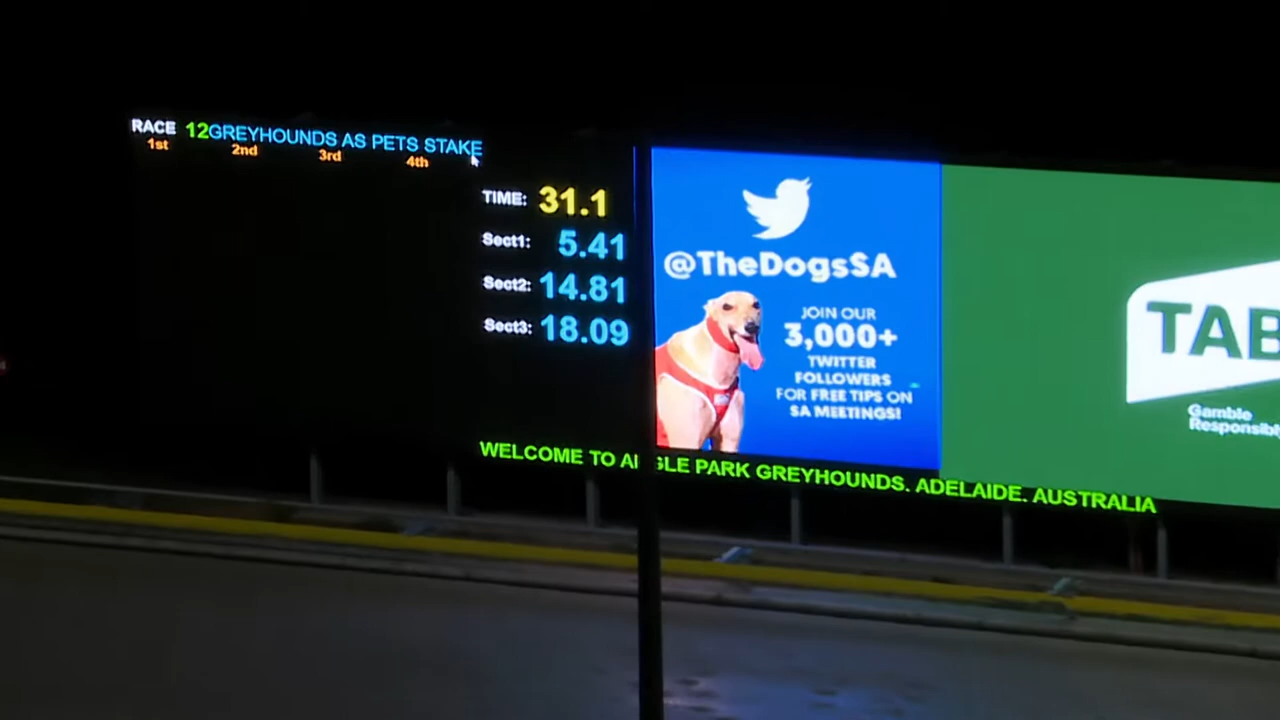 RACE 12GREYHOUNDS AS PETS STAKE
1st 2nd 3rd 4th
TIME: 31.1
Sect1: 5.41
Sect2: 14.81
Sect3: 18.09
@TheDogsSA
JOIN OUR
3,000+
TWITTER
FOLLOWERS
FOR FREE TIPS ON
SA MEETINGS!
TAB
Gamble
Responsibly
WELCOME TO GLE PARK GREYHOUNDS. ADELAIDE. AUSTRALIA